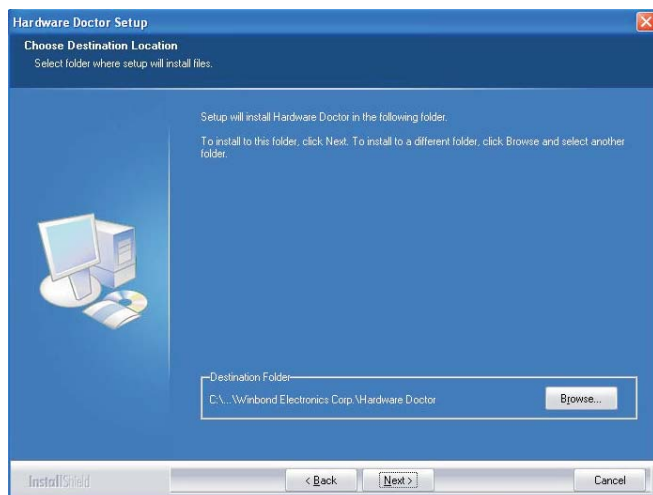 Hardware Doctor Setup
Choose Destination Location
Select folder where setup will install files.
Setup will install Hardware Doctor in the following folder.
To install to this folder, click Next. To install to a different folder, click Browse and select another
folder.
Destination Folder
C:\...\Winbond Electronics Corp.\Hardware Doctor
Browse...
InstallShield
< Back
Next >
Cancel